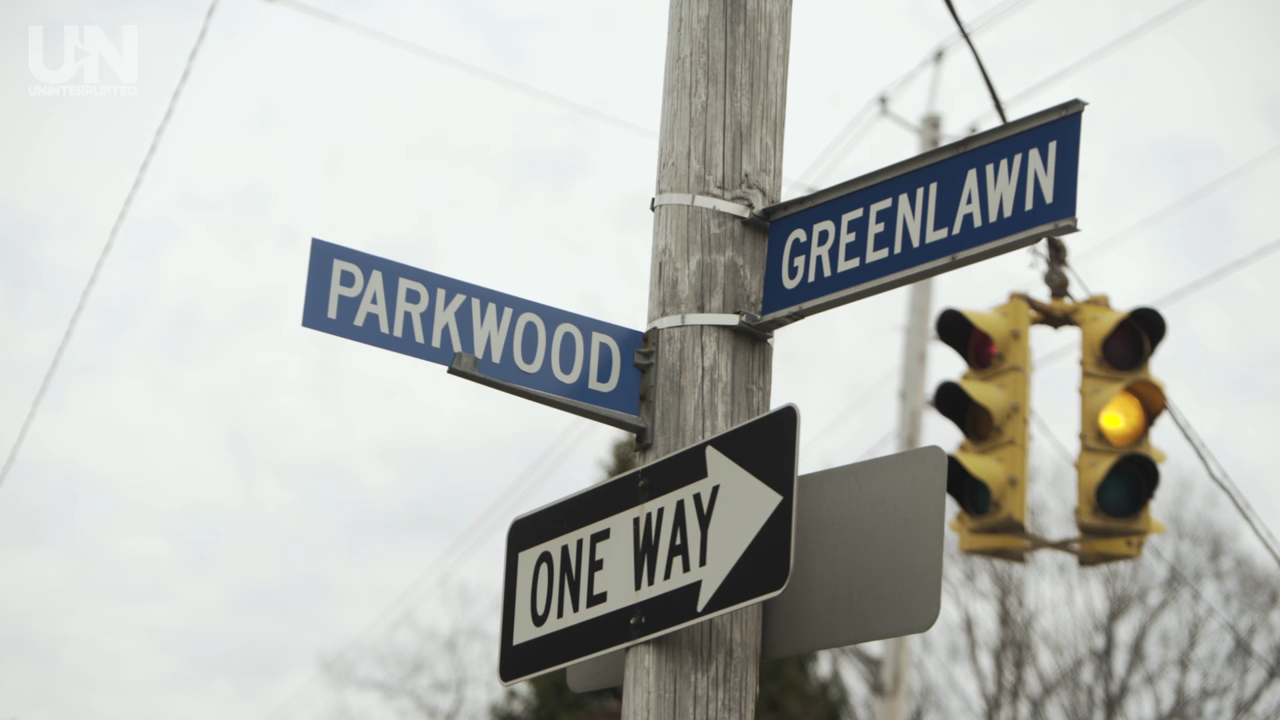 UN
UNINTERRUPTED
GREENLAWN
PARKWOOD
ONE WAY